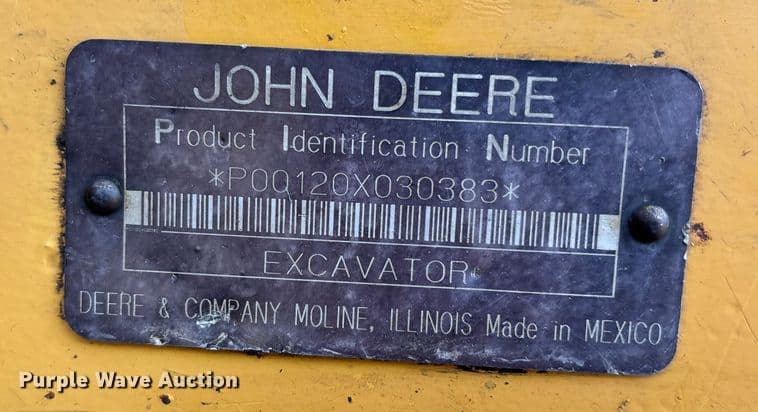 JOHN DEERE
Product Identification Number
*P00120X030383*
EXCAVATOR
DEERE & COMPANY MOLINE, ILLINOIS Made in MEXICO
Purple Wave Auction